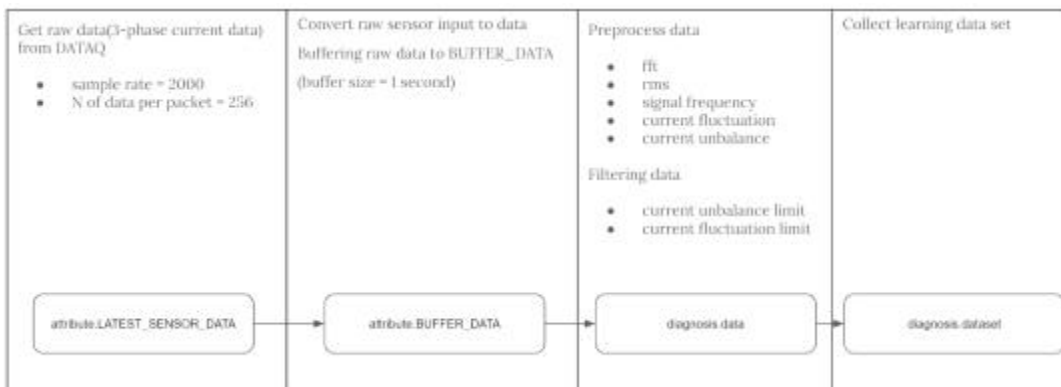 Get raw data(3-phase current data)
from DATAQ
● sample rate = 2000
● N of data per packet = 256
attribute.LATEST_SENSOR_DATA
Convert raw sensor input to data
Buffering raw data to BUFFER_DATA
(buffer size = 1 second)
attribute.BUFFER_DATA
Preprocess data
● fft
● rms
● signal frequency
● current fluctuation
● current unbalance
Filtering data
● current unbalance limit
● current fluctuation limit
diagnosis.data
Collect learning data set
diagnosis.dataset